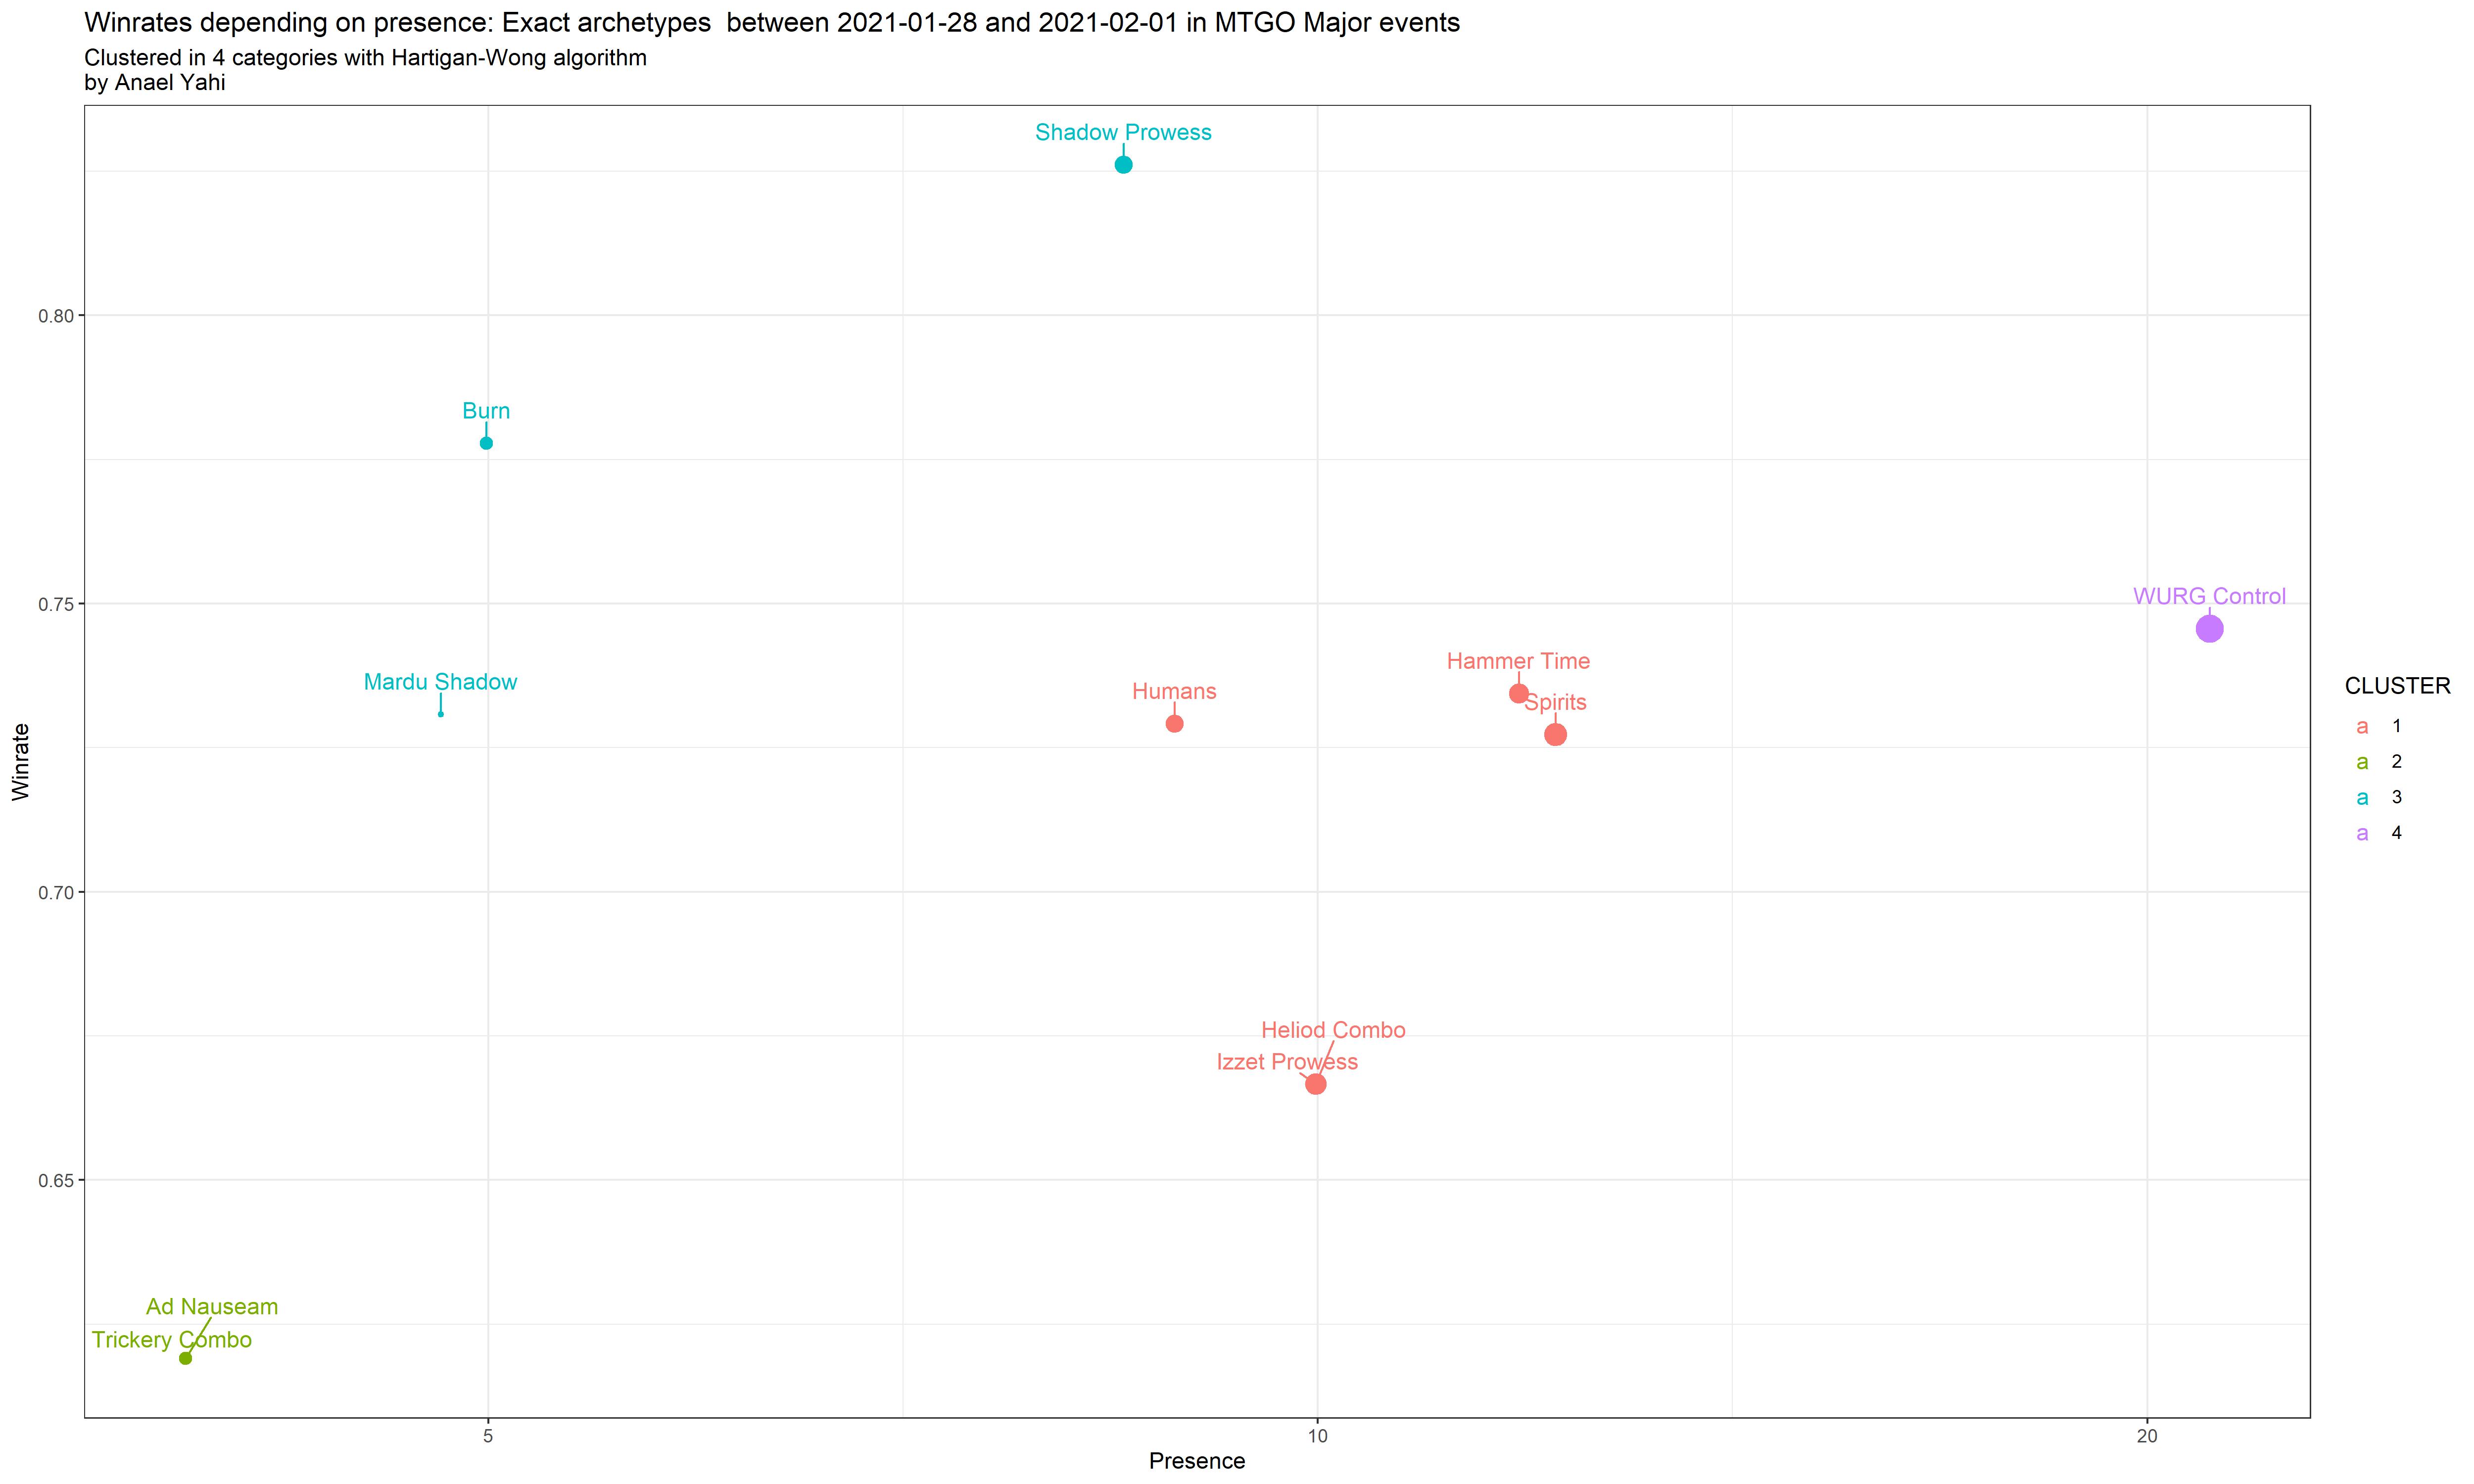 Winrates depending on presence: Exact archetypes  between 2021-01-28 and 2021-02-01 in MTGO Major events
Clustered in 4 categories with Hartigan-Wong algorithm
by Anael Yahi
Shadow Prowess
0.80
Burn
0.75
WURG Control
Hammer Time
Mardu Shadow
Humans
Spirits
CLUSTER
a 1
a 2
a 3
a 4
Winrate
0.70
Heliod Combo
Izzet Prowess
0.65
Ad Nauseam
Trickery Combo
5
10
20
Presence